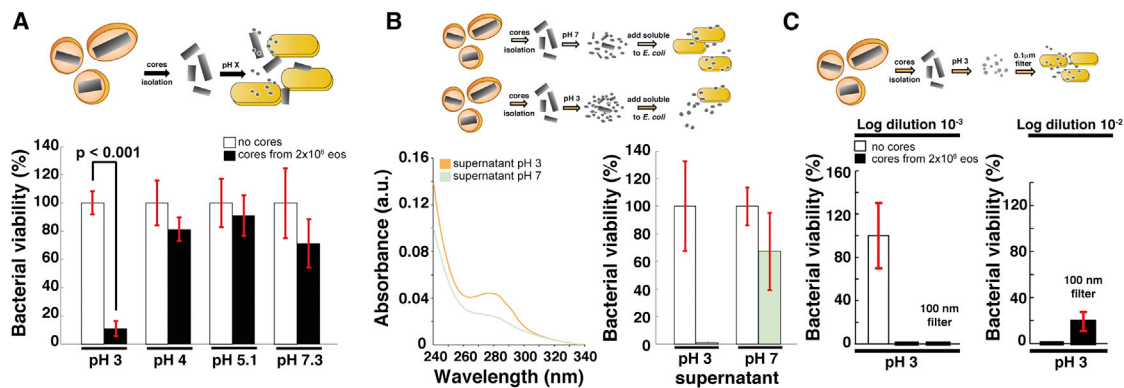 A
cores
isolation
pH X
Bacterial viability (%)
140
120
100
80
60
40
20
0
p < 0.001
no cores
cores from 2x10⁶ eos
pH 3
pH 4
pH 5.1
pH 7.3
B
cores
isolation
pH 7
add soluble
to E. coli
cores
isolation
pH 3
add soluble
to E. coli
Absorbance (a.u.)
0.16
0.12
0.08
0.04
0
supernatant pH 3
supernatant pH 7
240
260
280
300
320
340
Wavelength (nm)
Bacterial viability (%)
140
120
100
80
60
40
20
0
pH 3
pH 7
supernatant
C
cores
isolation
pH 3
0.1μm
filter
Log dilution 10⁻³
no cores
cores from 2x10⁶ eos
Bacterial viability (%)
160
120
80
40
0
100 nm
filter
pH 3
Log dilution 10⁻²
Bacterial viability (%)
140
120
100
80
60
40
20
0
100 nm
filter
pH 3